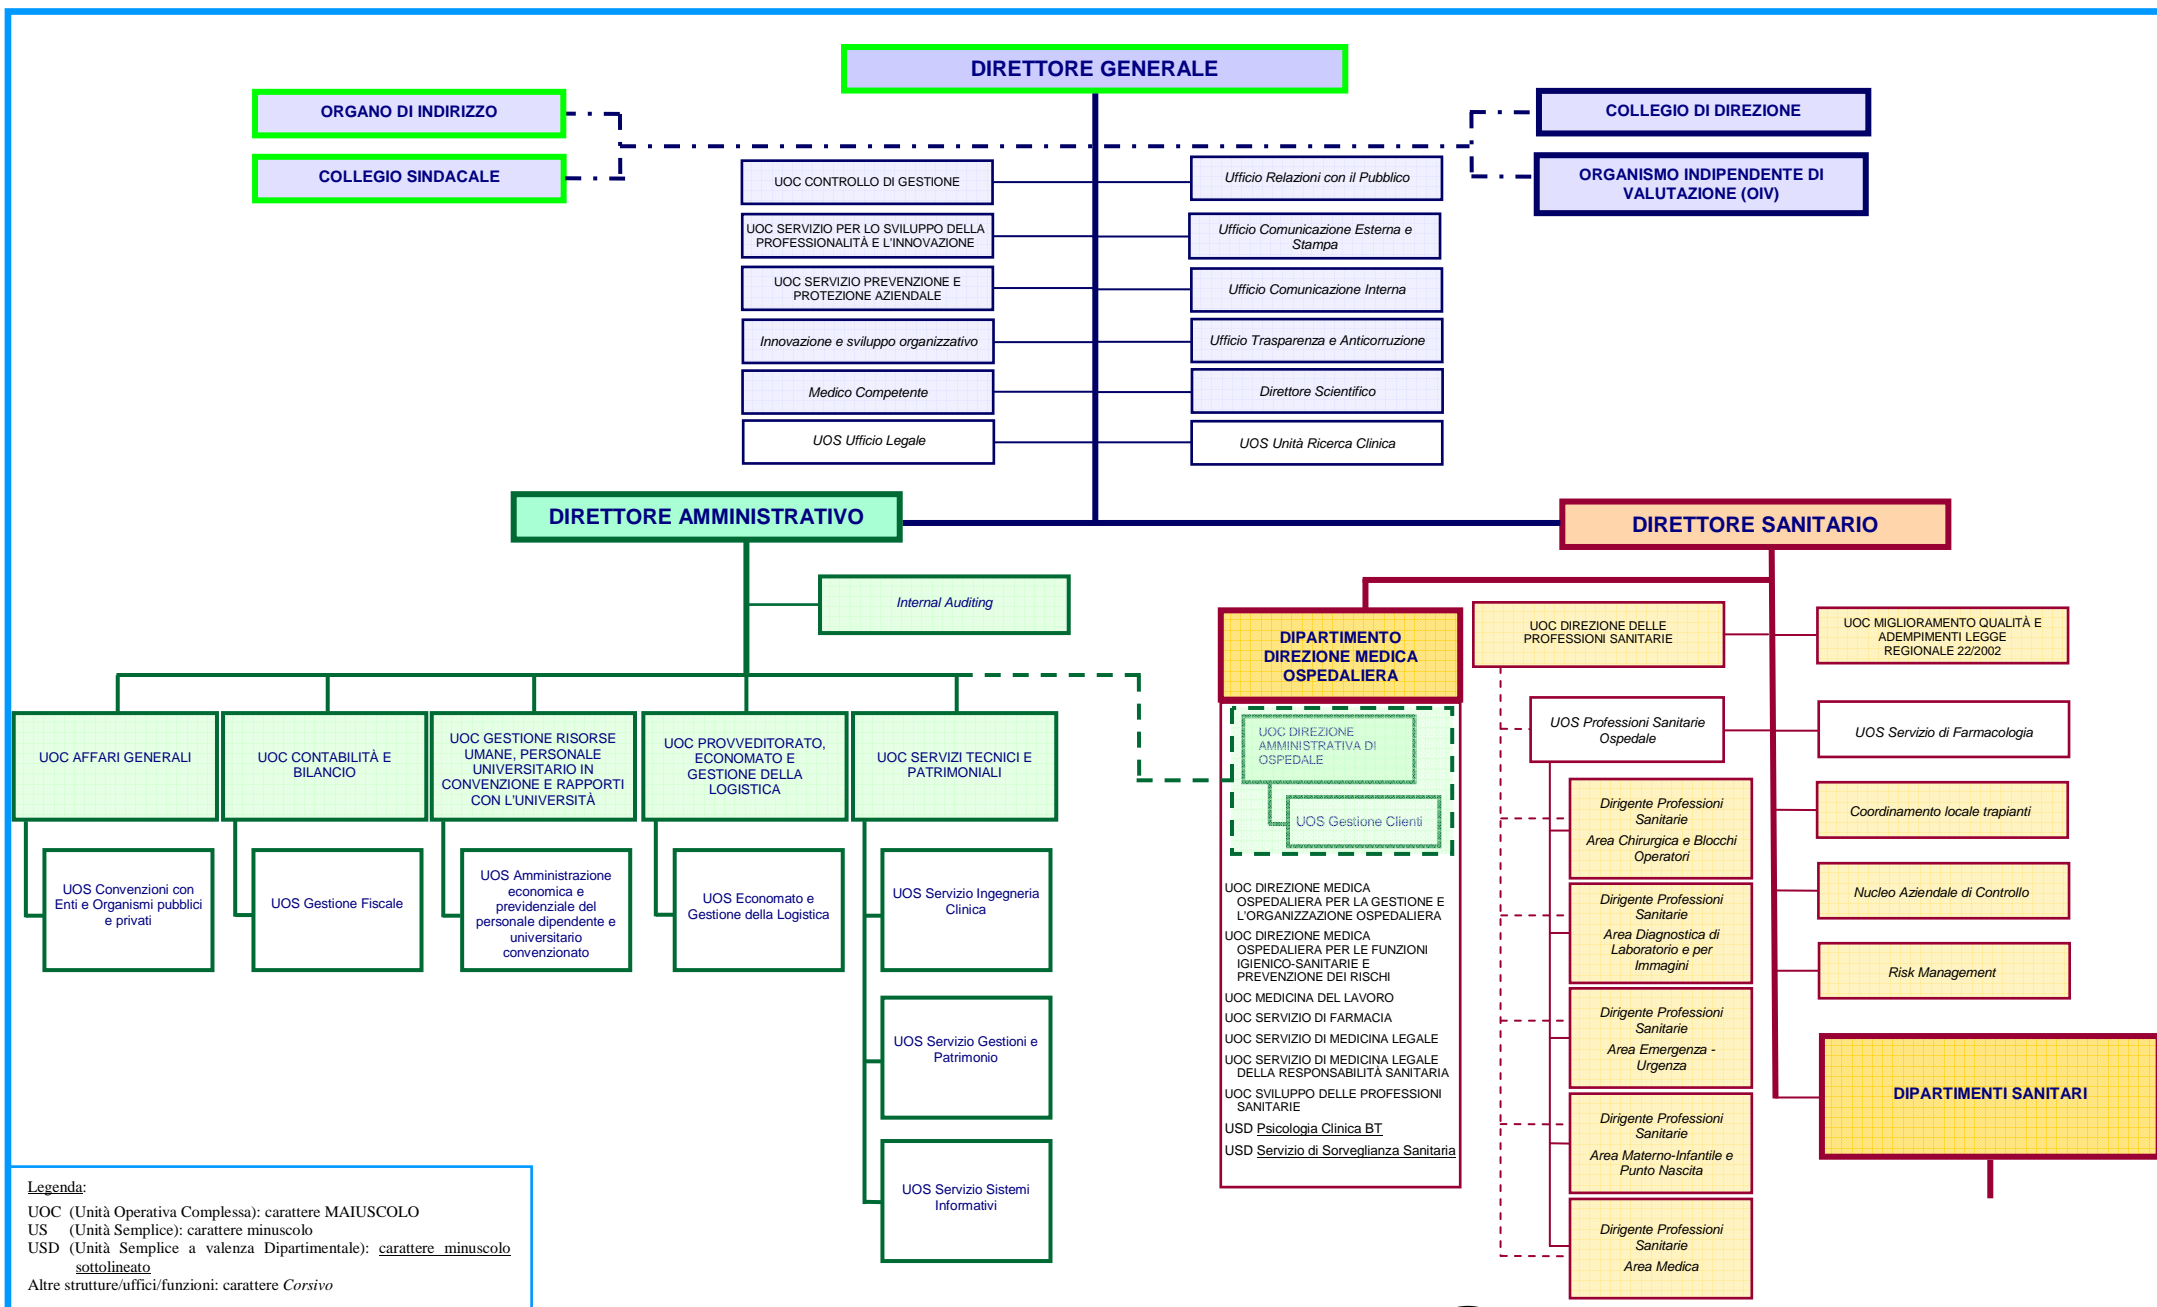 DIRETTORE GENERALE
ORGANO DI INDIRIZZO
COLLEGIO SINDACALE
COLLEGIO DI DIREZIONE
ORGANISMO INDIPENDENTE DI
VALUTAZIONE (OIV)
UOC CONTROLLO DI GESTIONE
Ufficio Relazioni con il Pubblico
UOC SERVIZIO PER LO SVILUPPO DELLA
PROFESSIONALITÀ E L'INNOVAZIONE
Ufficio Comunicazione Esterna e
Stampa
UOC SERVIZIO PREVENZIONE E
PROTEZIONE AZIENDALE
Ufficio Comunicazione Interna
Innovazione e sviluppo organizzativo
Ufficio Trasparenza e Anticorruzione
Medico Competente
Direttore Scientifico
UOS Ufficio Legale
UOS Unità Ricerca Clinica
DIRETTORE AMMINISTRATIVO
DIRETTORE SANITARIO
Internal Auditing
UOC AFFARI GENERALI
UOC CONTABILITÀ E
BILANCIO
UOC GESTIONE RISORSE
UMANE, PERSONALE
UNIVERSITARIO IN
CONVENZIONE E RAPPORTI
CON L'UNIVERSITÀ
UOC PROVVEDITORATO,
ECONOMATO E
GESTIONE DELLA
LOGISTICA
UOC SERVIZI TECNICI E
PATRIMONIALI
UOS Convenzioni con
Enti e Organismi pubblici
e privati
UOS Gestione Fiscale
UOS Amministrazione
economica e
previdenziale del
personale dipendente e
universitario
convenzionato
UOS Economato e
Gestione della Logistica
UOS Servizio Ingegneria
Clinica
UOS Servizio Gestioni e
Patrimonio
UOS Servizio Sistemi
Informativi
DIPARTIMENTO
DIREZIONE MEDICA
OSPEDALIERA
UOC DIREZIONE
AMMINISTRATIVA DI
OSPEDALE
UOS Gestione Clienti
UOC DIREZIONE MEDICA
OSPEDALIERA PER LA GESTIONE E
L'ORGANIZZAZIONE OSPEDALIERA
UOC DIREZIONE MEDICA
OSPEDALIERA PER LE FUNZIONI
IGIENICO-SANITARIE E
PREVENZIONE DEI RISCHI
UOC MEDICINA DEL LAVORO
UOC SERVIZIO DI FARMACIA
UOC SERVIZIO DI MEDICINA LEGALE
UOC SERVIZIO DI MEDICINA LEGALE
DELLA RESPONSABILITÀ SANITARIA
UOC SVILUPPO DELLE PROFESSIONI
SANITARIE
USD Psicologia Clinica BT
USD Servizio di Sorveglianza Sanitaria
UOC DIREZIONE DELLE
PROFESSIONI SANITARIE
UOS Professioni Sanitarie
Ospedale
Dirigente Professioni
Sanitarie
Area Chirurgica e Blocchi
Operatori
Dirigente Professioni
Sanitarie
Area Diagnostica di
Laboratorio e per
Immagini
Dirigente Professioni
Sanitarie
Area Emergenza -
Urgenza
Dirigente Professioni
Sanitarie
Area Materno-Infantile e
Punto Nascita
Dirigente Professioni
Sanitarie
Area Medica
UOC MIGLIORAMENTO QUALITÀ E
ADEMPIMENTI LEGGE
REGIONALE 22/2002
UOS Servizio di Farmacologia
Coordinamento locale trapianti
Nucleo Aziendale di Controllo
Risk Management
DIPARTIMENTI SANITARI
Legenda:
UOC (Unità Operativa Complessa): carattere MAIUSCOLO
US (Unità Semplice): carattere minuscolo
USD (Unità Semplice a valenza Dipartimentale): carattere minuscolo
sottolineato
Altre strutture/uffici/funzioni: carattere Corsivo